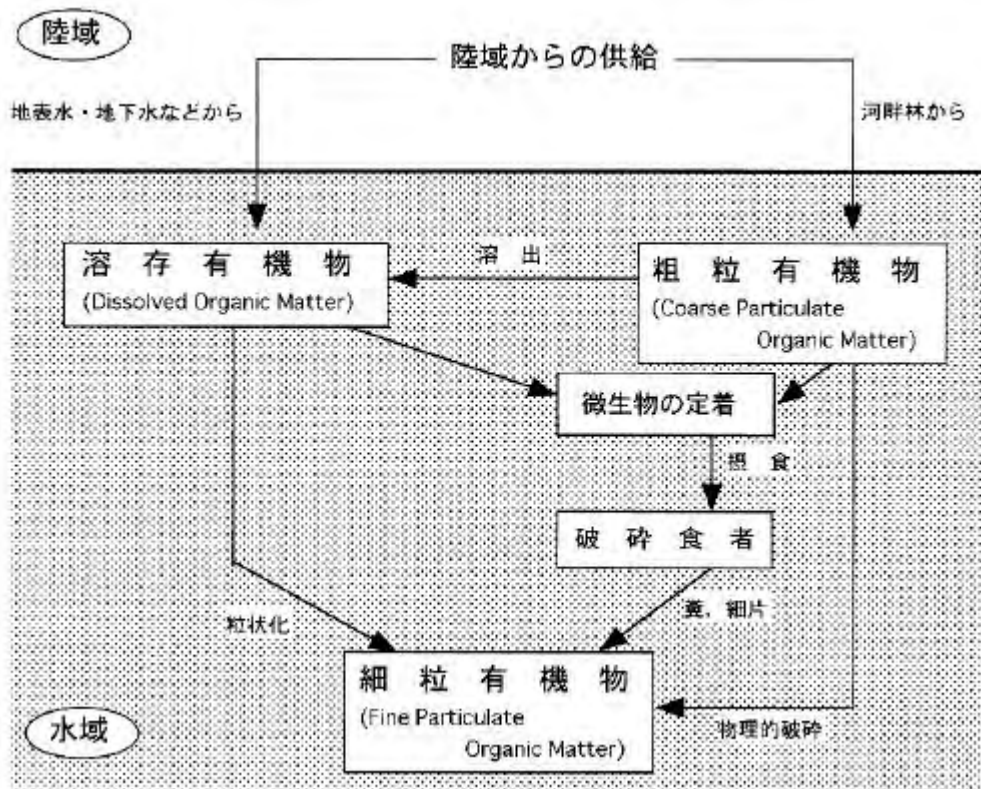 陸域
陸域からの供給
地表水・地下水などから
河畔林から
溶存有機物
(Dissolved Organic Matter)
溶出
粗粒有機物
(Coarse Particulate
Organic Matter)
微生物の定着
摂食
破砕食者
糞、細片
粒状化
細粒有機物
(Fine Particulate
Organic Matter)
物理的破砕
水域